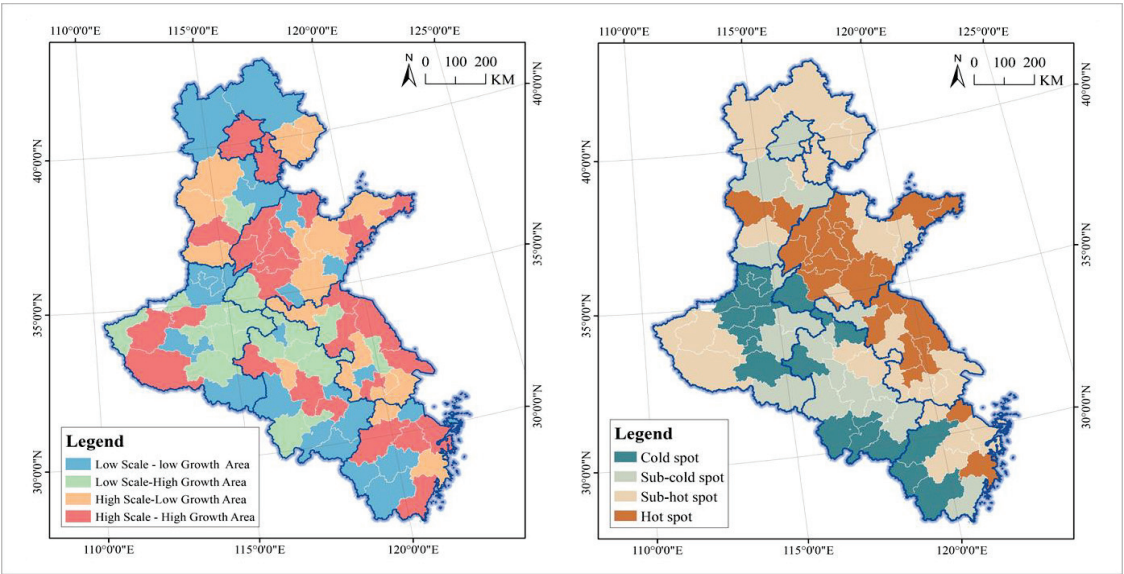 110°0'0"E 115°0'0"E 120°0'0"E 125°0'0"E
N
0 100 200
KM
40°0'0"N
40°0'0"N
35°0'0"N
35°0'0"N
30°0'0"N
30°0'0"N
Legend
Low Scale - low Growth Area
Low Scale-High Growth Area
High Scale-Low Growth Area
High Scale - High Growth Area
110°0'0"E 115°0'0"E 120°0'0"E
110°0'0"E 115°0'0"E 120°0'0"E 125°0'0"E
N
0 100 200
KM
40°0'0"N
40°0'0"N
35°0'0"N
35°0'0"N
30°0'0"N
30°0'0"N
Legend
Cold spot
Sub-cold spot
Sub-hot spot
Hot spot
110°0'0"E 115°0'0"E 120°0'0"E